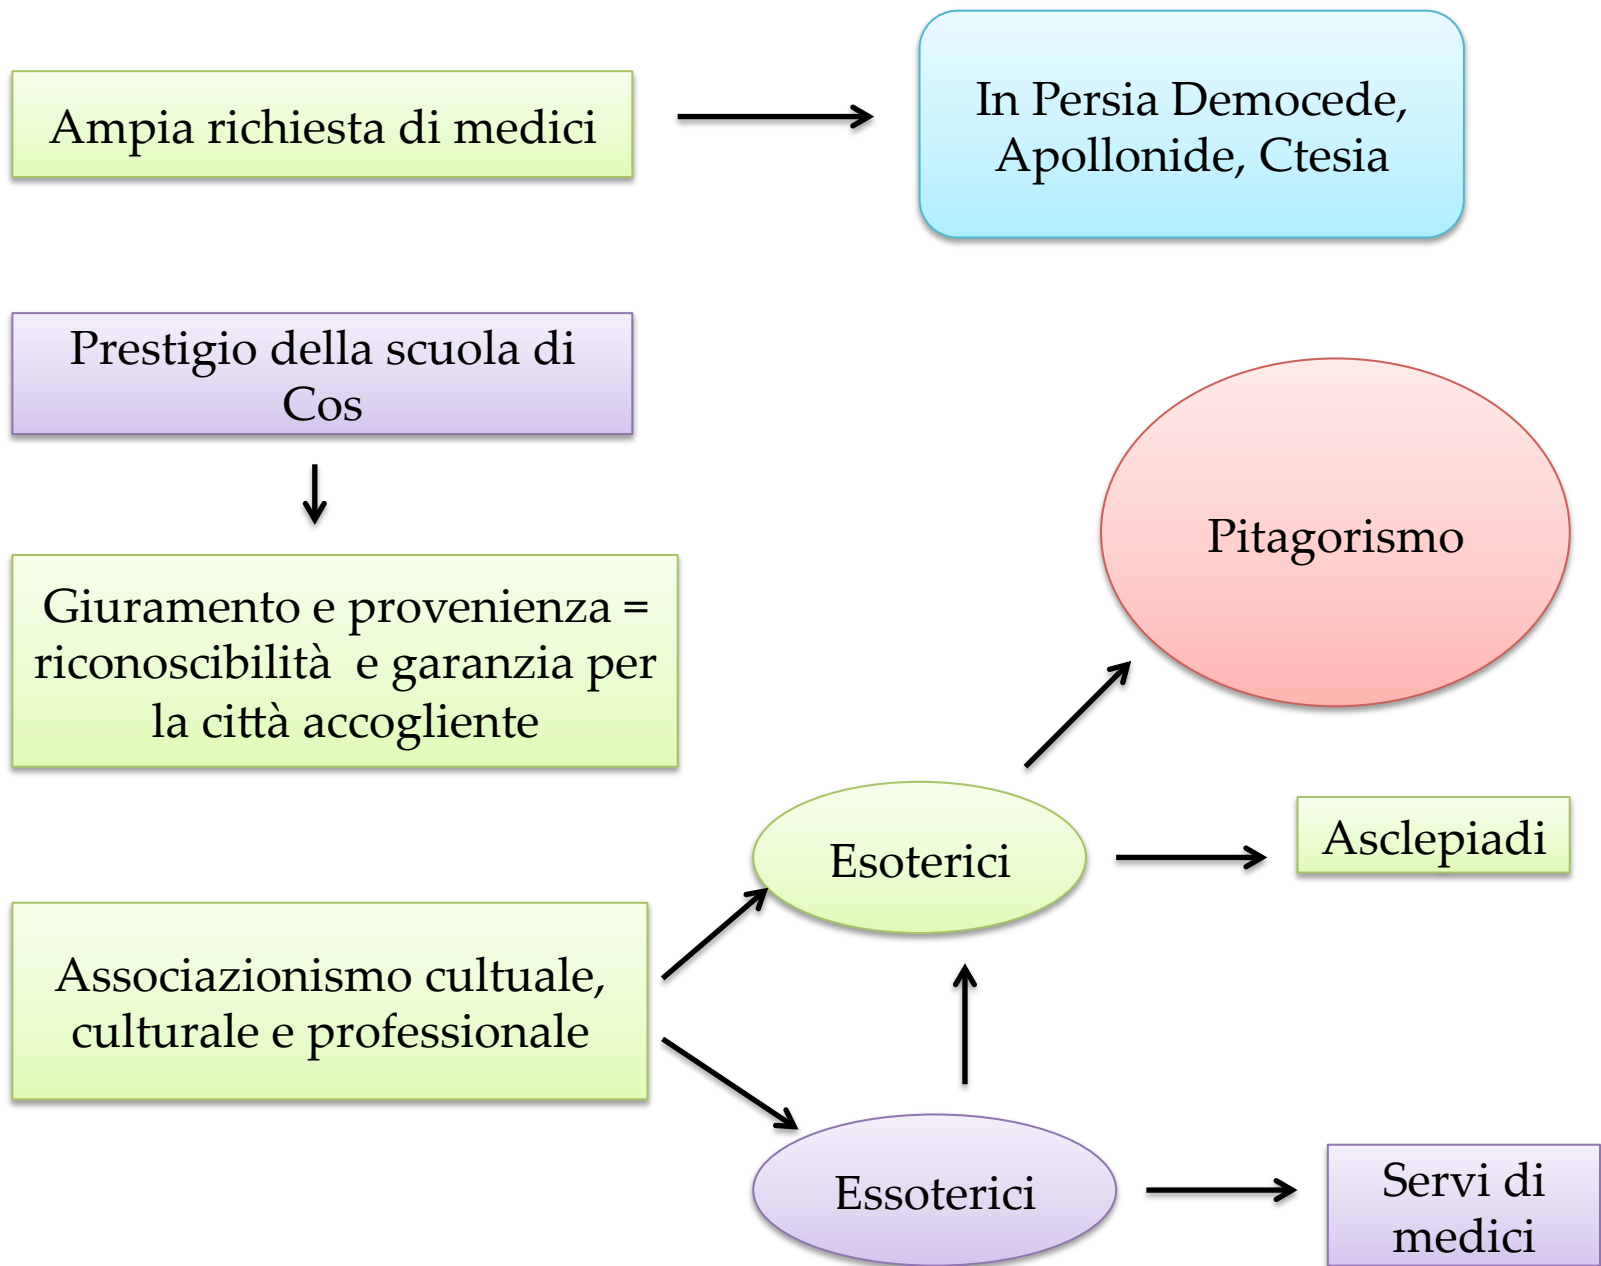 Ampia richiesta di medici
In Persia Democede,
Apollonide, Ctesia
Prestigio della scuola di
Cos
Giuramento e provenienza =
riconoscibilità e garanzia per
la città accogliente
Pitagorismo
Esoterici
Asclepiadi
Associazionismo cultuale,
culturale e professionale
Essoterici
Servi di
medici